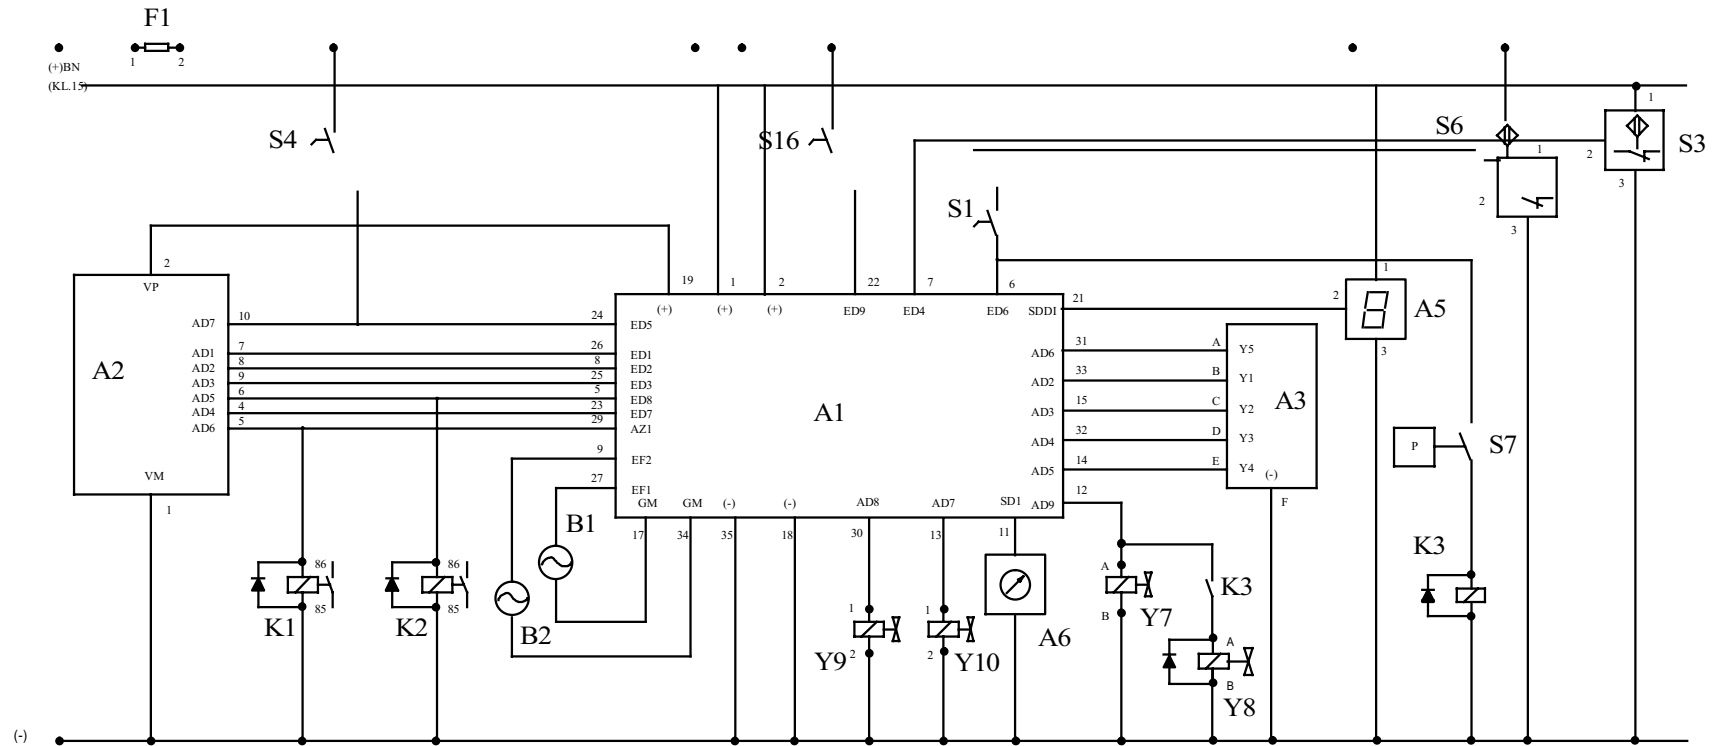 F1
1 2
(+)BN
(KL.15)
S4
S16
S6
1
S3
1
2
2
3
3
S1
2
VP
19
1
2
22
7
6
1
(+)
(+)
(+)
ED9
ED4
ED6
SDDI
21
2
A5
3
A2
AD7 10
AD1 7
AD2 8
AD3 9
AD5 6
AD4 4
AD6 5
VM
1
24 ED5
26 ED1
8 ED2
25 ED3
5 ED8
23 ED7
29 AZ1
9 EF2
27 EF1
A1
AD6 31 A Y5
AD2 33 B Y1
AD3 15 C Y2
AD4 32 D Y3
AD5 14 E Y4
AD9 12
A3
(-)
F
GM
GM
(-)
(-)
AD8
AD7
SD1
17
34
35
18
30
13
11
P
S7
B1
B2
86
85
K1
86
85
K2
1
2
Y9
1
2
Y10
A6
A
B
Y7
K3
A
B
Y8
K3
(-)